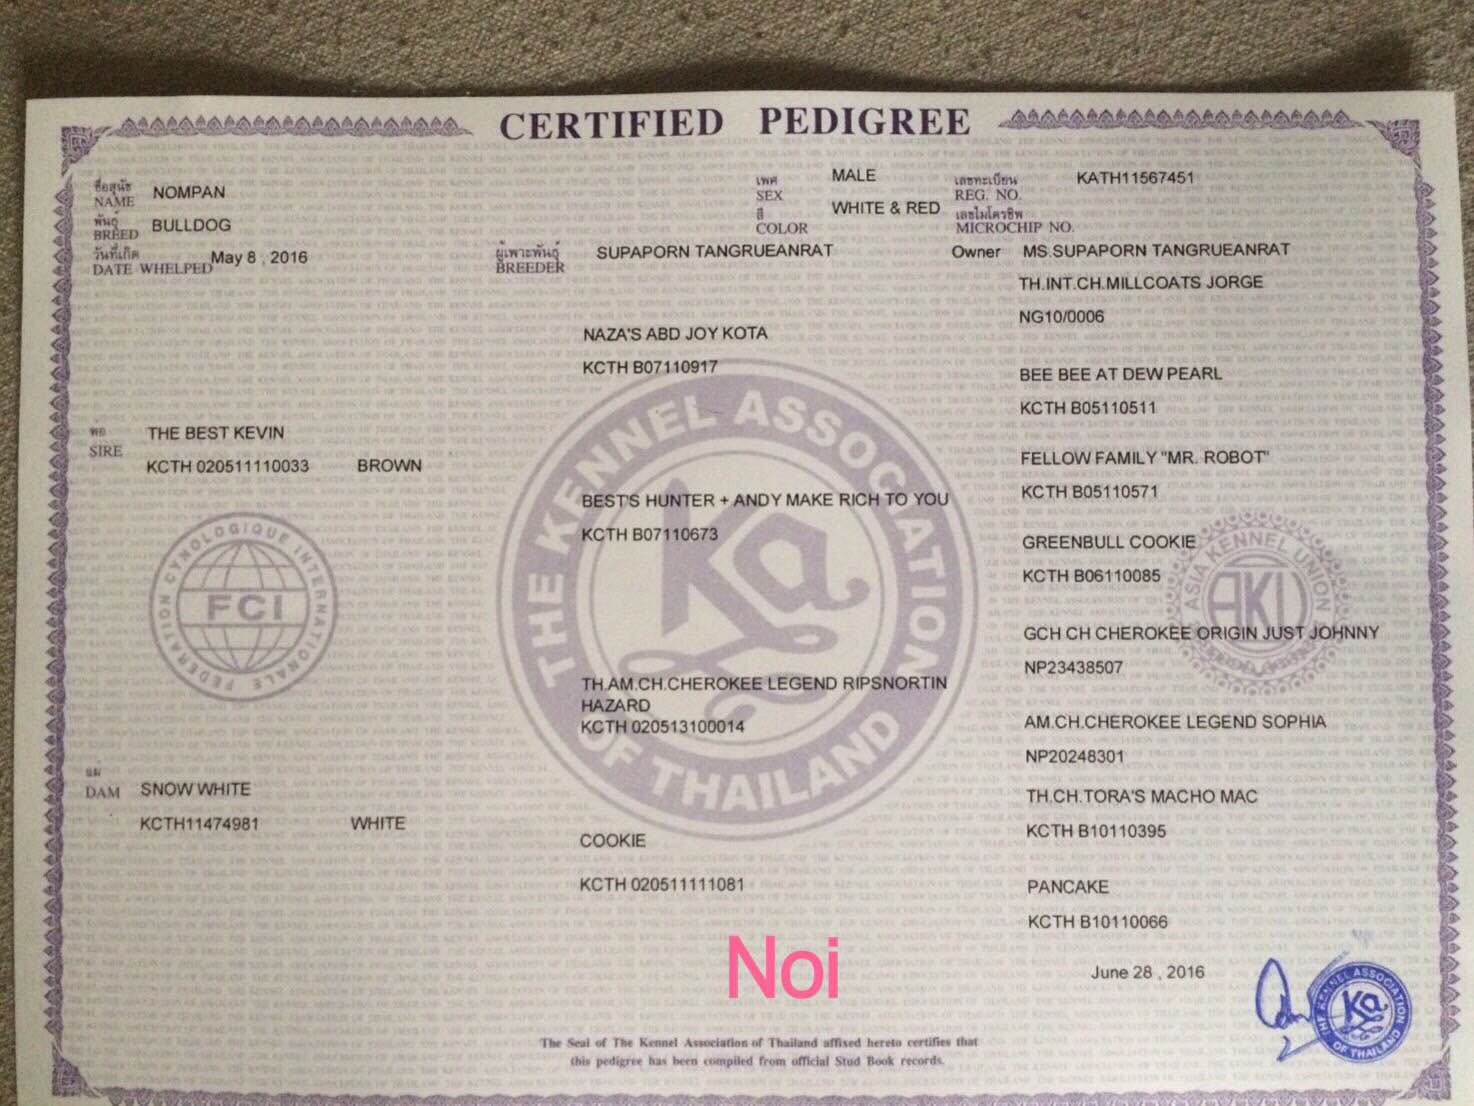 CERTIFIED PEDIGREE
ชื่อสุนัข
NAME NOMPAN
เพศ
SEX MALE
เลขทะเบียน
REG. NO. KATH11567451
พันธุ์
BREED BULLDOG
สี
COLOR WHITE & RED
เลขไมโครชิพ
MICROCHIP NO.
วันที่เกิด
DATE WHELPED May 8 , 2016
ผู้เพาะพันธุ์
BREEDER SUPAPORN TANGRUEANRAT
Owner MS.SUPAPORN TANGRUEANRAT
TH.INT.CH.MILLCOATS JORGE
NG10/0006
NAZA'S ABD JOY KOTA
KCTH B07110917
BEE BEE AT DEW PEARL
KCTH B05110511
พ่อ
SIRE THE BEST KEVIN
KCTH 020511110033 BROWN
FELLOW FAMILY "MR. ROBOT"
KCTH B05110571
BEST'S HUNTER + ANDY MAKE RICH TO YOU
KCTH B07110673
GREENBULL COOKIE
KCTH B06110085
FEDERATION CYNOLOGIQUE INTERNATIONALE
FCI
THE KENNEL ASSOCIATION OF THAILAND
Ka
ASIA KENNEL UNION
AKU
GCH CH CHEROKEE ORIGIN JUST JOHNNY
NP23438507
TH.AM.CH.CHEROKEE LEGEND RIPSNORTIN
HAZARD
KCTH 020513100014
AM.CH.CHEROKEE LEGEND SOPHIA
NP20248301
แม่
DAM SNOW WHITE
KCTH11474981 WHITE
TH.CH.TORA'S MACHO MAC
KCTH B10110395
COOKIE
KCTH 020511111081
PANCAKE
KCTH B10110066
Noi
June 28 , 2016
THE KENNEL ASSOCIATION OF THAILAND
Ka
The Seal of The Kennel Association of Thailand affixed hereto certifies that
this pedigree has been compiled from official Stud Book records.